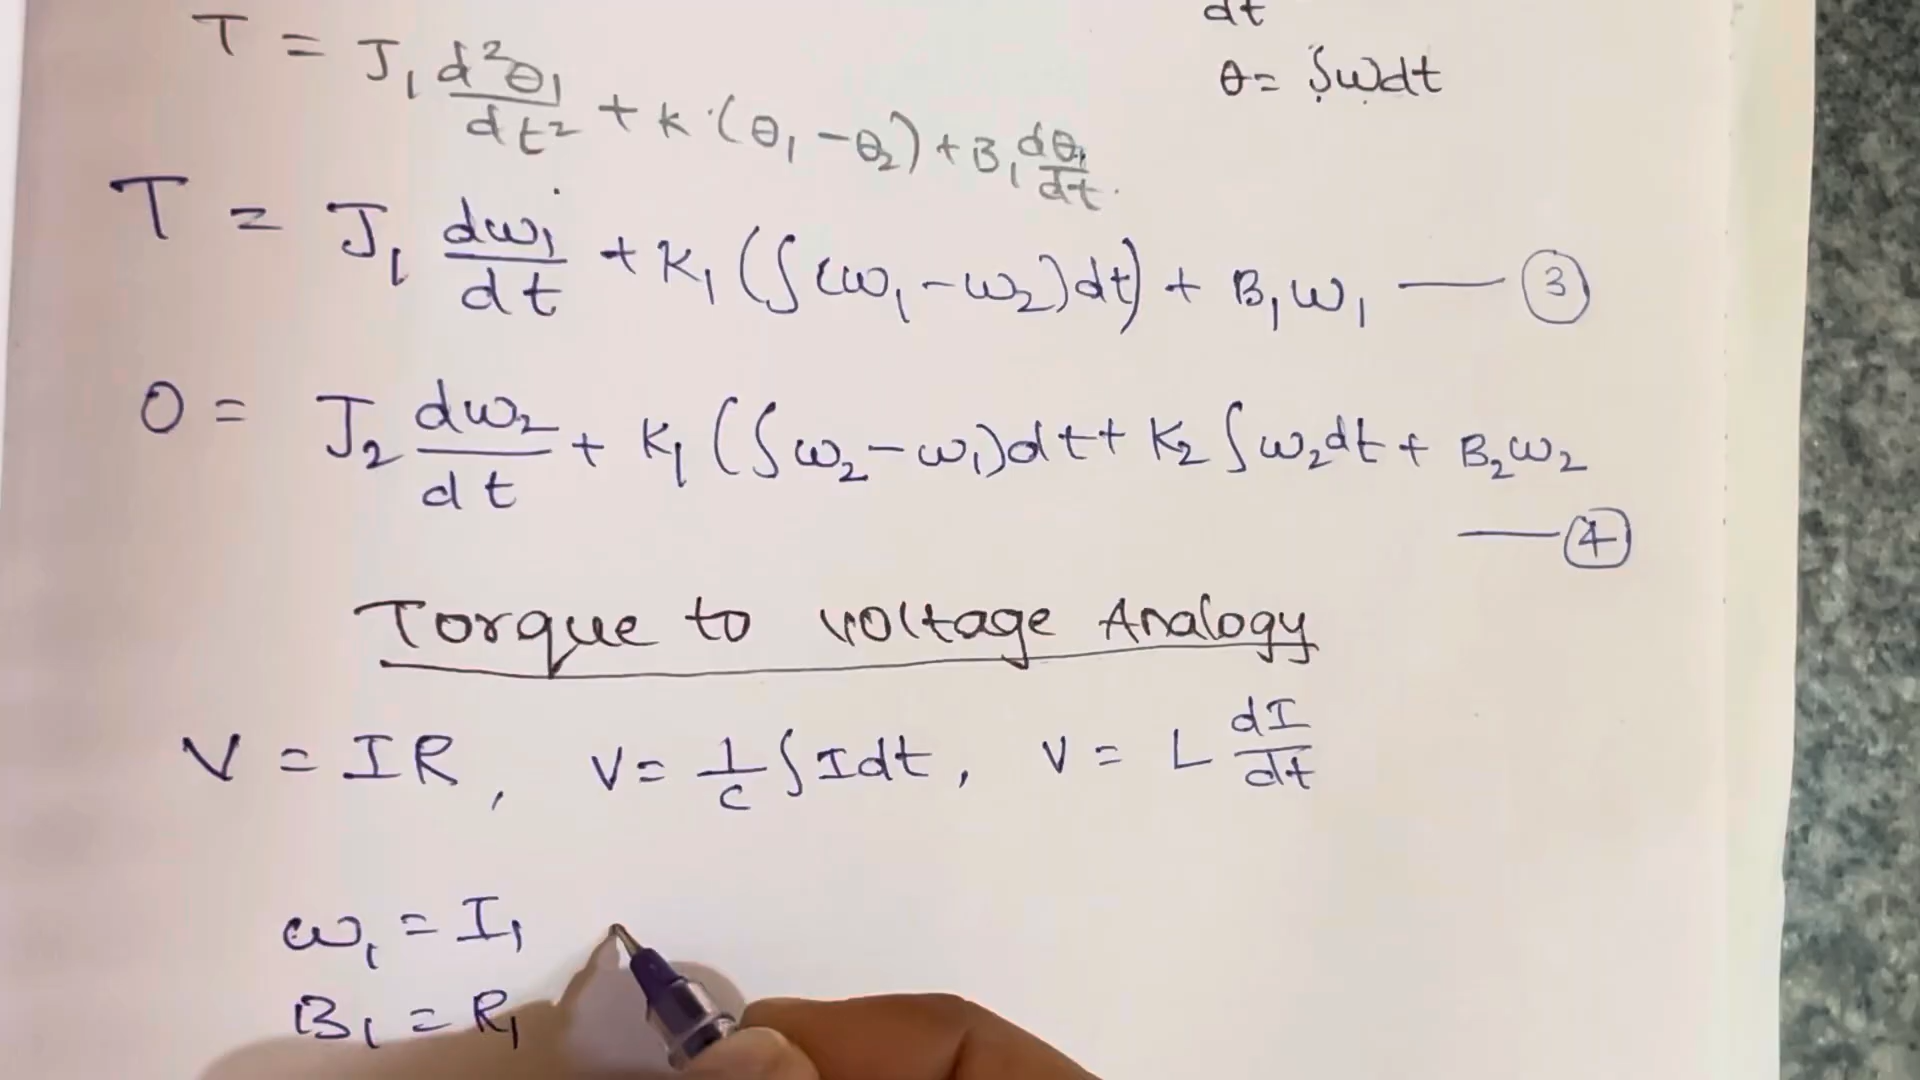 dt
θ = ∫ωdt
T = J₁ d²θ₁/dt² + K·(θ₁ - θ₂) + B₁ dθ₁/dt.
T = J₁ dω₁/dt + K₁ (∫(ω₁ - ω₂)dt) + B₁ω₁ — ③
0 = J₂ dω₂/dt + K₁ (∫ω₂ - ω₁)dt + K₂ ∫ω₂dt + B₂ω₂
— ④
Torque to voltage Analogy
V = IR, V = 1/C ∫Idt, V = L dI/dt
ω₁ = I₁
B₁ = R₁